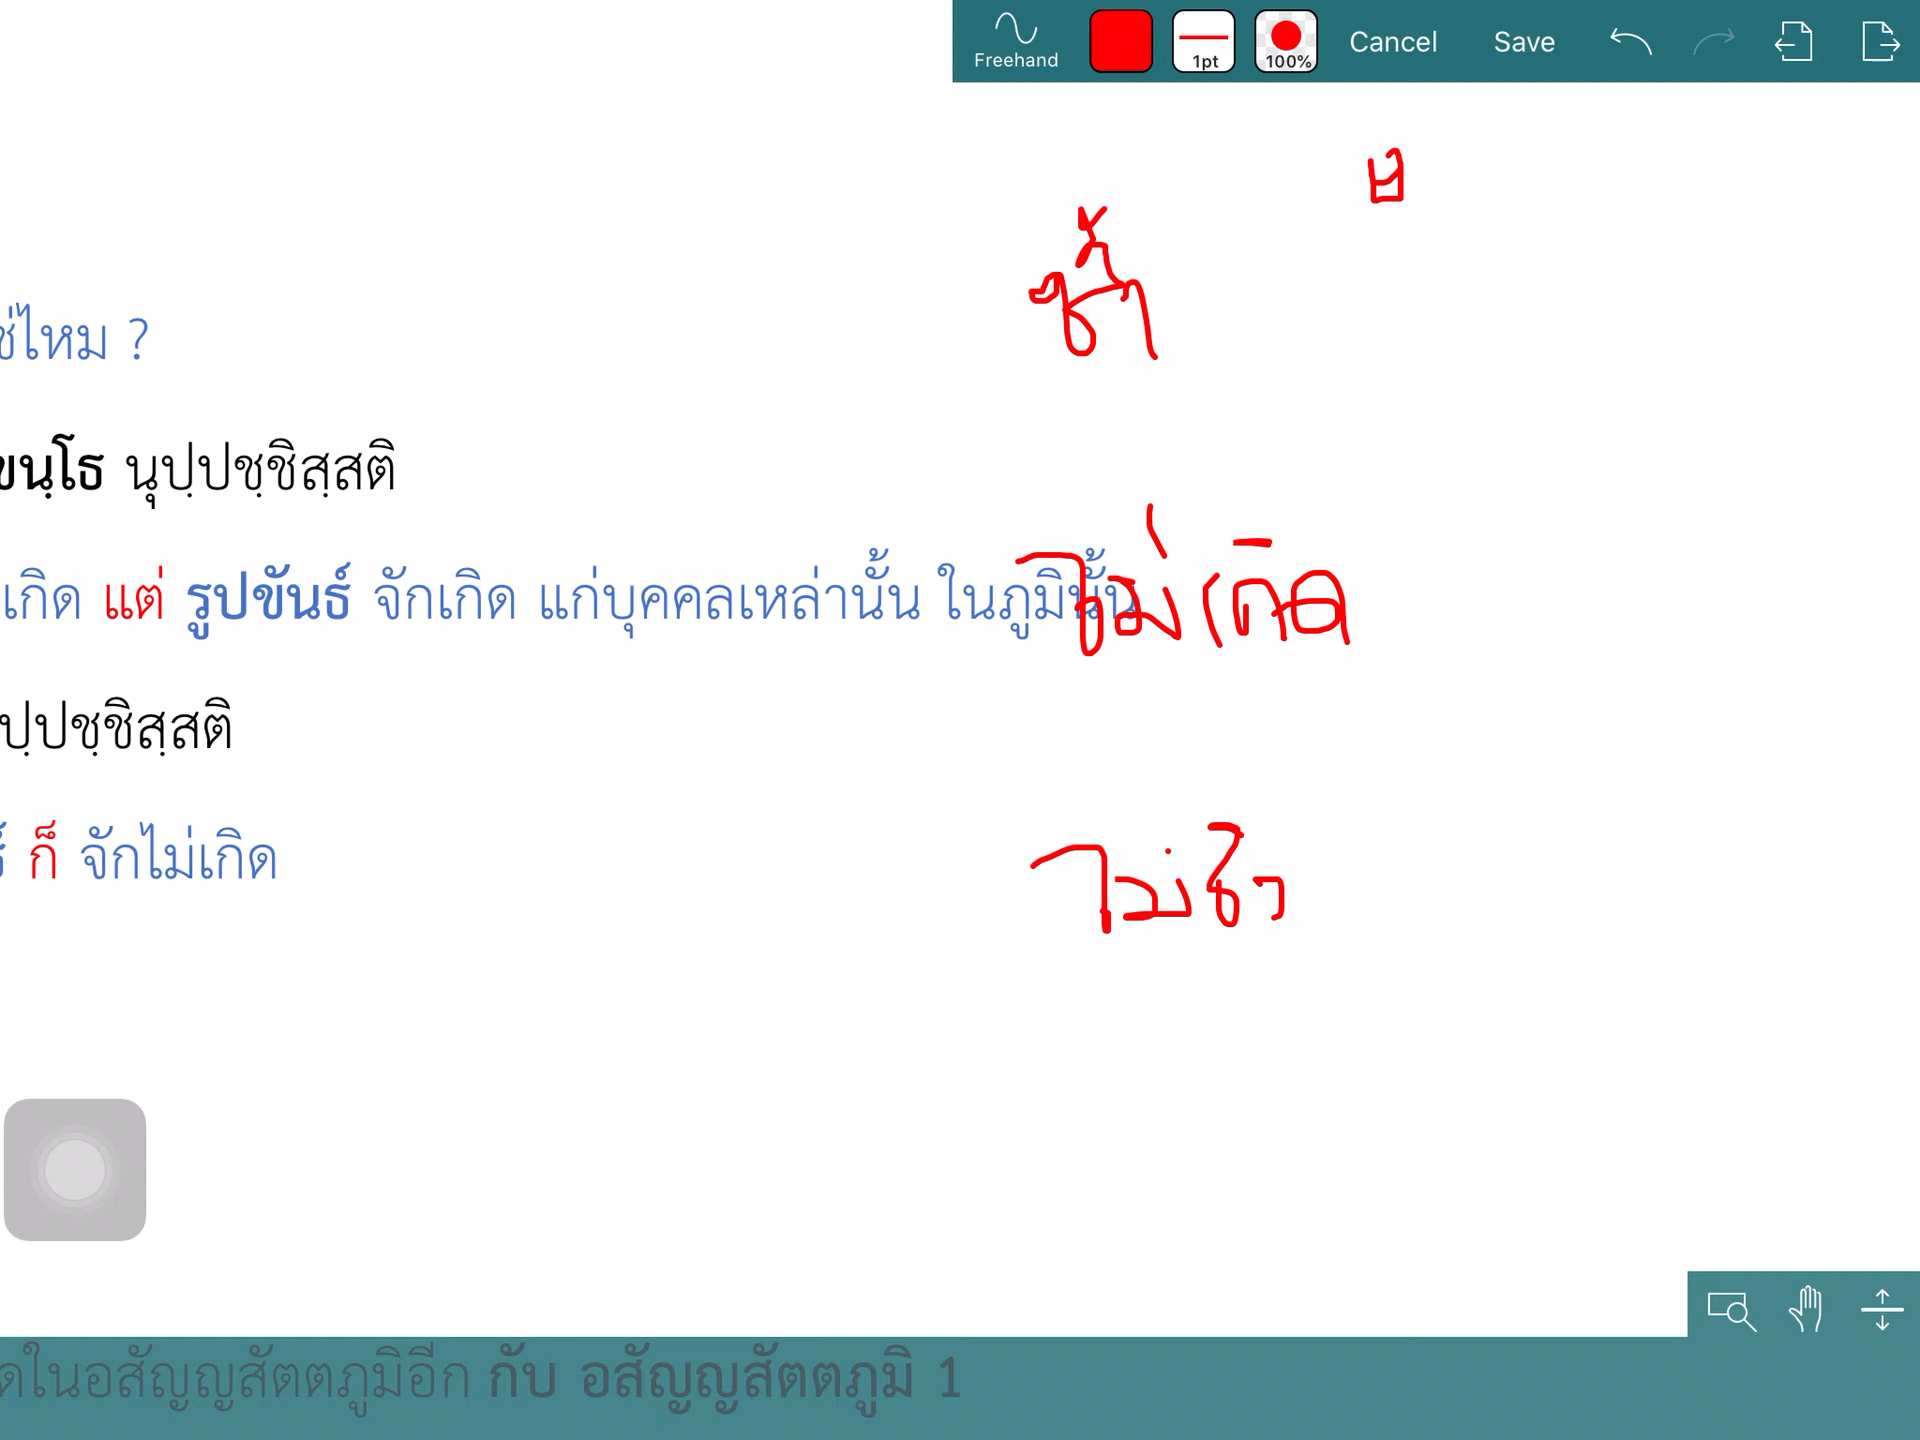 Freehand 1pt 100% Cancel Save
ช่ไหม ?
ขนฺโธ นุปฺปชฺชิสฺสติ
เกิด แต่ รูปขันธ์ จักเกิด แก่บุคคลเหล่านั้น ในภูมินั้น
ไม่เกิด
ปฺปชฺชิสฺสติ
ธ์ ก็ จักไม่เกิด
ดในอสัญญสัตตภูมิอีก กับ อสัญญสัตตภูมิ 1